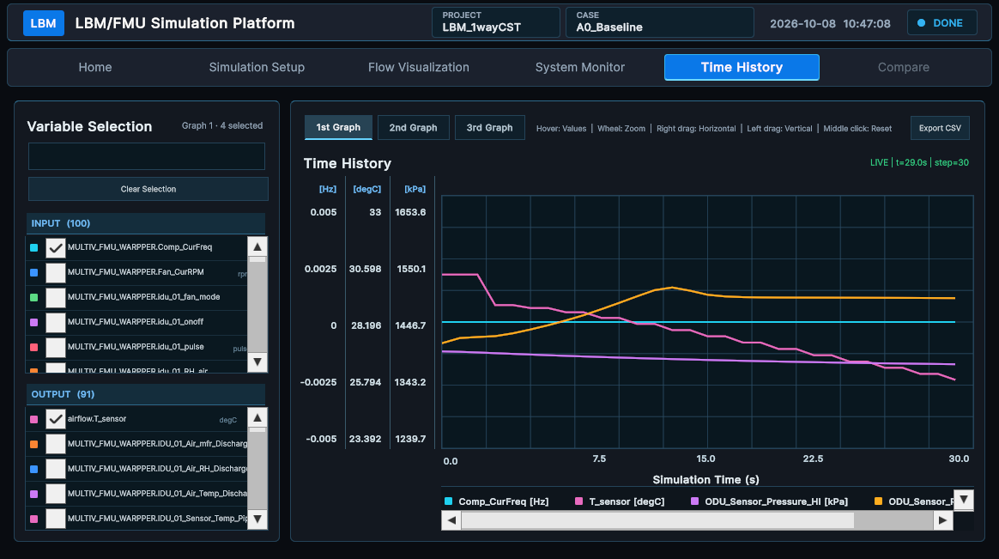 LBM
LBM/FMU Simulation Platform
PROJECT
LBM_1wayCST
CASE
A0_Baseline
2026-10-08 10:47:08
DONE
Home
Simulation Setup
Flow Visualization
System Monitor
Time History
Compare
Variable Selection
Graph 1 · 4 selected
Clear Selection
INPUT (100)
MULTIV_FMU_WARPPER.Comp_CurFreq
MULTIV_FMU_WARPPER.Fan_CurRPM rpm
MULTIV_FMU_WARPPER.idu_01_fan_mode
MULTIV_FMU_WARPPER.idu_01_onoff
MULTIV_FMU_WARPPER.idu_01_pulse puls
MULTIV_FMU_WARPPER.idu_01_RH_air
OUTPUT (91)
airflow.T_sensor degC
MULTIV_FMU_WARPPER.IDU_01_Air_mfr_Discharg
MULTIV_FMU_WARPPER.IDU_01_Air_RH_Discharge
MULTIV_FMU_WARPPER.IDU_01_Air_Temp_Discha
MULTIV_FMU_WARPPER.IDU_01_Sensor_Temp_Pip
1st Graph
2nd Graph
3rd Graph
Hover: Values | Wheel: Zoom | Right drag: Horizontal | Left drag: Vertical | Middle click: Reset
Export CSV
Time History
LIVE | t=29.0s | step=30
[Hz] [degC] [kPa]
0.005 33 1653.6
0.0025 30.598 1550.1
0 28.196 1446.7
-0.0025 25.794 1343.2
-0.005 23.392 1239.7
0.0 7.5 15.0 22.5 30.0
Simulation Time (s)
Comp_CurFreq [Hz] T_sensor [degC] ODU_Sensor_Pressure_HI [kPa] ODU_Sensor_P